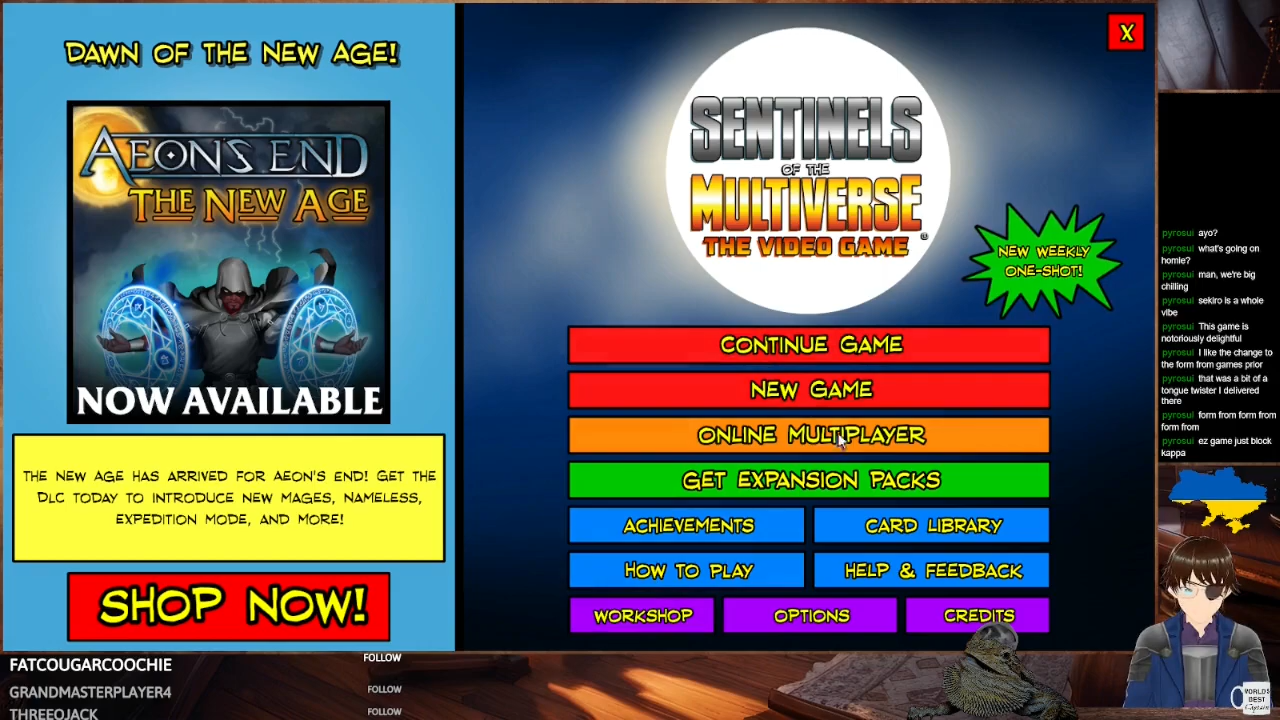 DAWN OF THE NEW AGE!
AEON'S END
THE NEW AGE
NOW AVAILABLE
THE NEW AGE HAS ARRIVED FOR AEON'S END! GET THE
DLC TODAY TO INTRODUCE NEW MAGES, NAMELESS,
EXPEDITION MODE, AND MORE!
SHOP NOW!
X
SENTINELS
OF THE
MULTIVERSE
®
THE VIDEO GAME
NEW WEEKLY
ONE-SHOT!
CONTINUE GAME
NEW GAME
ONLINE MULTIPLAYER
GET EXPANSION PACKS
ACHIEVEMENTS
CARD LIBRARY
HOW TO PLAY
HELP & FEEDBACK
WORKSHOP
OPTIONS
CREDITS
pyrosui ayo?
pyrosui what's going on
homie?
pyrosui man, we're big
chilling
pyrosui sekiro is a whole
vibe
pyrosui This game is
notoriously delightful
pyrosui I like the change to
the form from games prior
pyrosui that was a bit of a
tongue twister I delivered
there
pyrosui form from form from
form from
pyrosui ez game just block
kappa
WORLD'S
BEST
Captain
FATCOUGARCOOCHIE FOLLOW
GRANDMASTERPLAYER4 FOLLOW
THREEOJACK FOLLOW